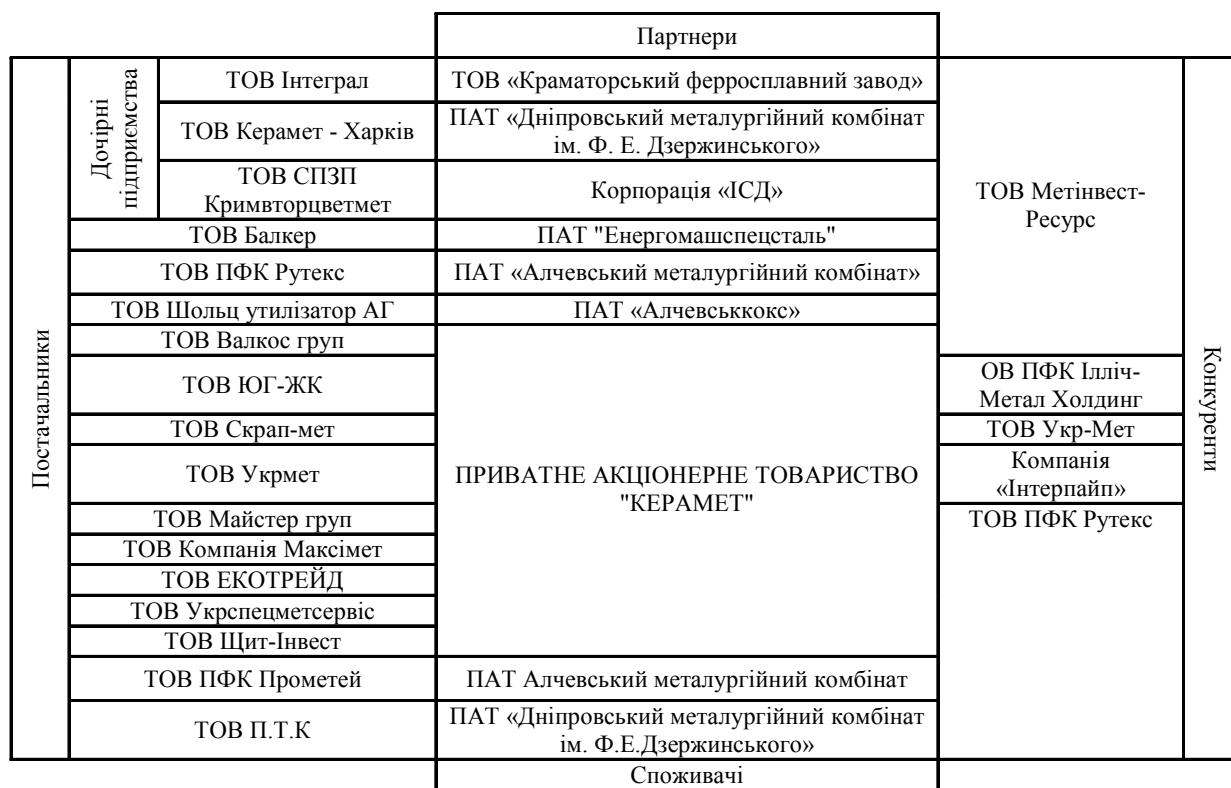 Партнери
Постачальники
Дочірні
підприємства
ТОВ Інтеграл
ТОВ «Краматорський ферросплавний завод»
ТОВ Керамет - Харків
ПАТ «Дніпровський металургійний комбінат
ім. Ф. Е. Дзержинського»
ТОВ СПЗП
Кримвторцветмет
Корпорація «ІСД»
ТОВ Метінвест-
Ресурс
Конкуренти
ТОВ Балкер
ПАТ "Енергомашспецсталь"
ТОВ ПФК Рутекс
ПАТ «Алчевський металургійний комбінат»
ТОВ Шольц утилізатор АГ
ПАТ «Алчевськкокс»
ТОВ Валкос груп
ТОВ ЮГ-ЖК
ОВ ПФК Ілліч-
Метал Холдинг
ТОВ Скрап-мет
ТОВ Укр-Мет
ТОВ Укрмет
ПРИВАТНЕ АКЦІОНЕРНЕ ТОВАРИСТВО
"КЕРАМЕТ"
Компанія
«Інтерпайп»
ТОВ Майстер груп
ТОВ ПФК Рутекс
ТОВ Компанія Максімет
ТОВ ЕКОТРЕЙД
ТОВ Укрспецметсервіс
ТОВ Щит-Інвест
ТОВ ПФК Прометей
ПАТ Алчевський металургійний комбінат
ТОВ П.Т.К
ПАТ «Дніпровський металургійний комбінат
ім. Ф.Е.Дзержинського»
Споживачі